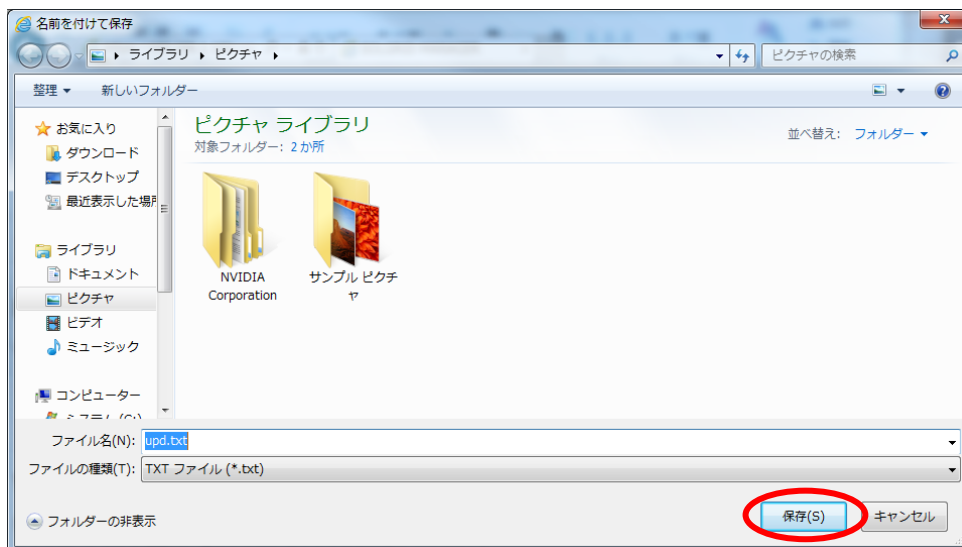 名前を付けて保存
ライブラリ ピクチャ
ピクチャの検索
整理 新しいフォルダー
お気に入り
ダウンロード
デスクトップ
最近表示した場所
ライブラリ
ドキュメント
ピクチャ
ビデオ
ミュージック
コンピューター
ピクチャ ライブラリ
対象フォルダー: 2 か所
並べ替え: フォルダー
NVIDIA
Corporation
サンプル ピクチ
ャ
ファイル名(N): upd.txt
ファイルの種類(T): TXT ファイル (*.txt)
フォルダーの非表示
保存(S)
キャンセル